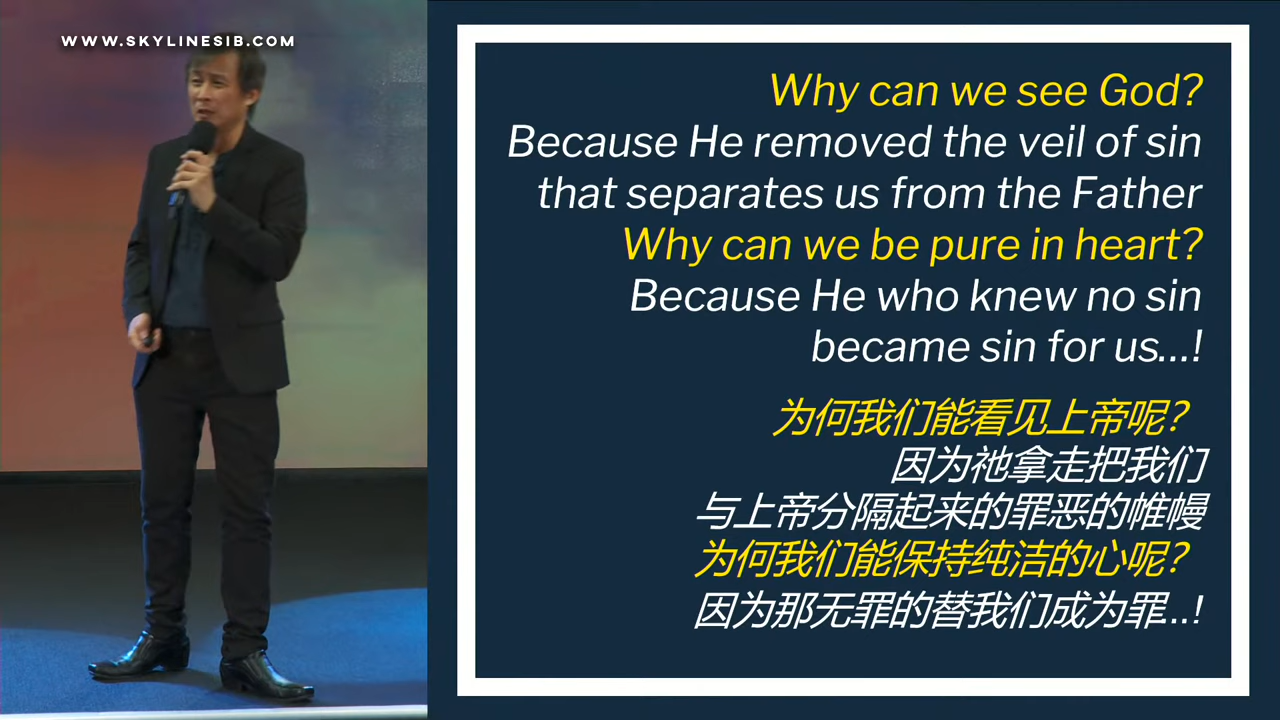 WWW.SKYLINESIB.COM
Why can we see God?
Because He removed the veil of sin
that separates us from the Father
Why can we be pure in heart?
Because He who knew no sin
became sin for us...!
为何我们能看见上帝呢？
因为祂拿走把我们
与上帝分隔起来的罪恶的帷幔
为何我们能保持纯洁的心呢？
因为那无罪的替我们成为罪...!